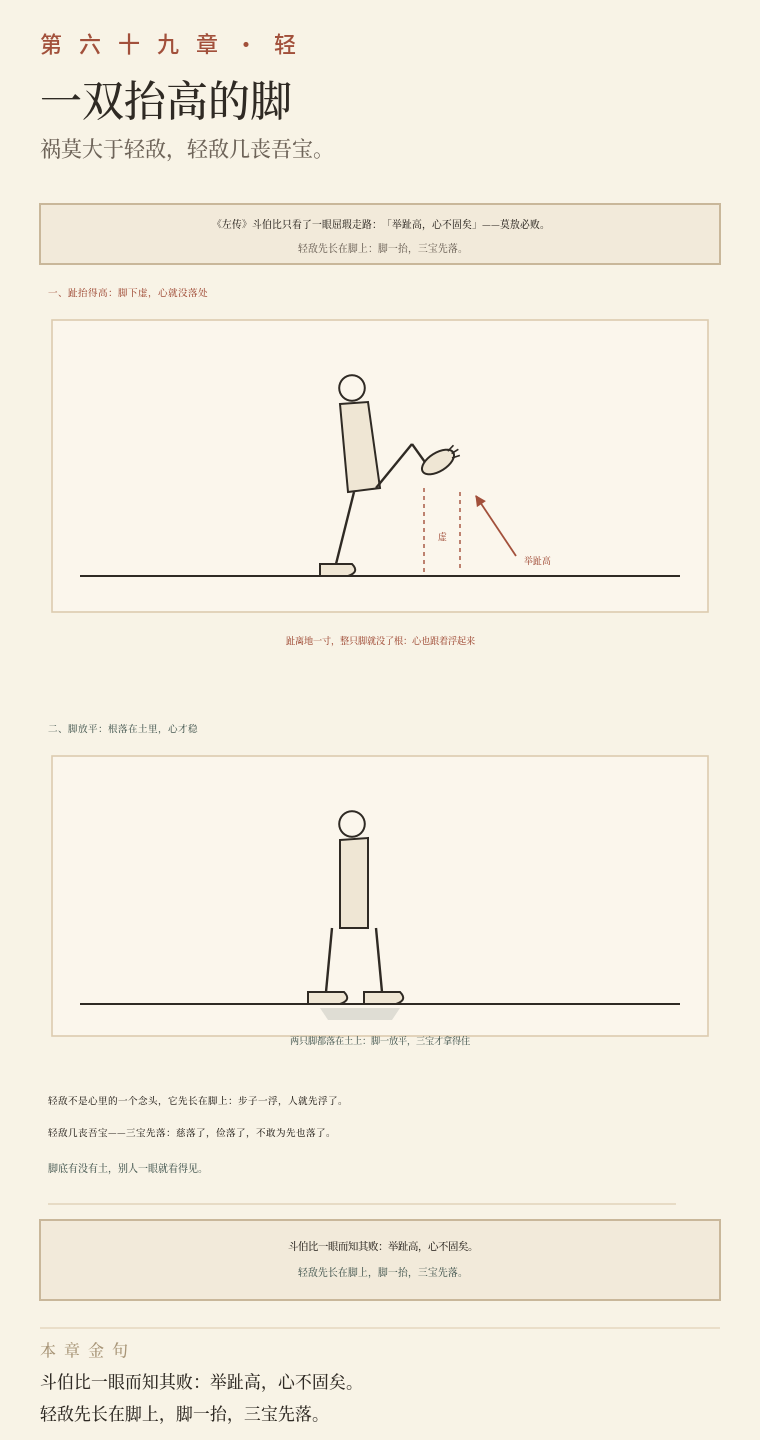 第六十九章·轻
一双抬高的脚
祸莫大于轻敌，轻敌几丧吾宝。
《左传》斗伯比只看了一眼屈瑕走路：「举趾高，心不固矣」——莫敖必败。
轻敌先长在脚上：脚一抬，三宝先落。
一、趾抬得高：脚下虚，心就没落处
虚
举趾高
趾离地一寸，整只脚就没了根：心也跟着浮起来
二、脚放平：根落在土里，心才稳
两只脚都落在土上：脚一放平，三宝才拿得住
轻敌不是心里的一个念头，它先长在脚上：步子一浮，人就先浮了。
轻敌几丧吾宝——三宝先落：慈落了，俭落了，不敢为先也落了。
脚底有没有土，别人一眼就看得见。
斗伯比一眼而知其败：举趾高，心不固矣。
轻敌先长在脚上，脚一抬，三宝先落。
本章金句
斗伯比一眼而知其败：举趾高，心不固矣。
轻敌先长在脚上，脚一抬，三宝先落。